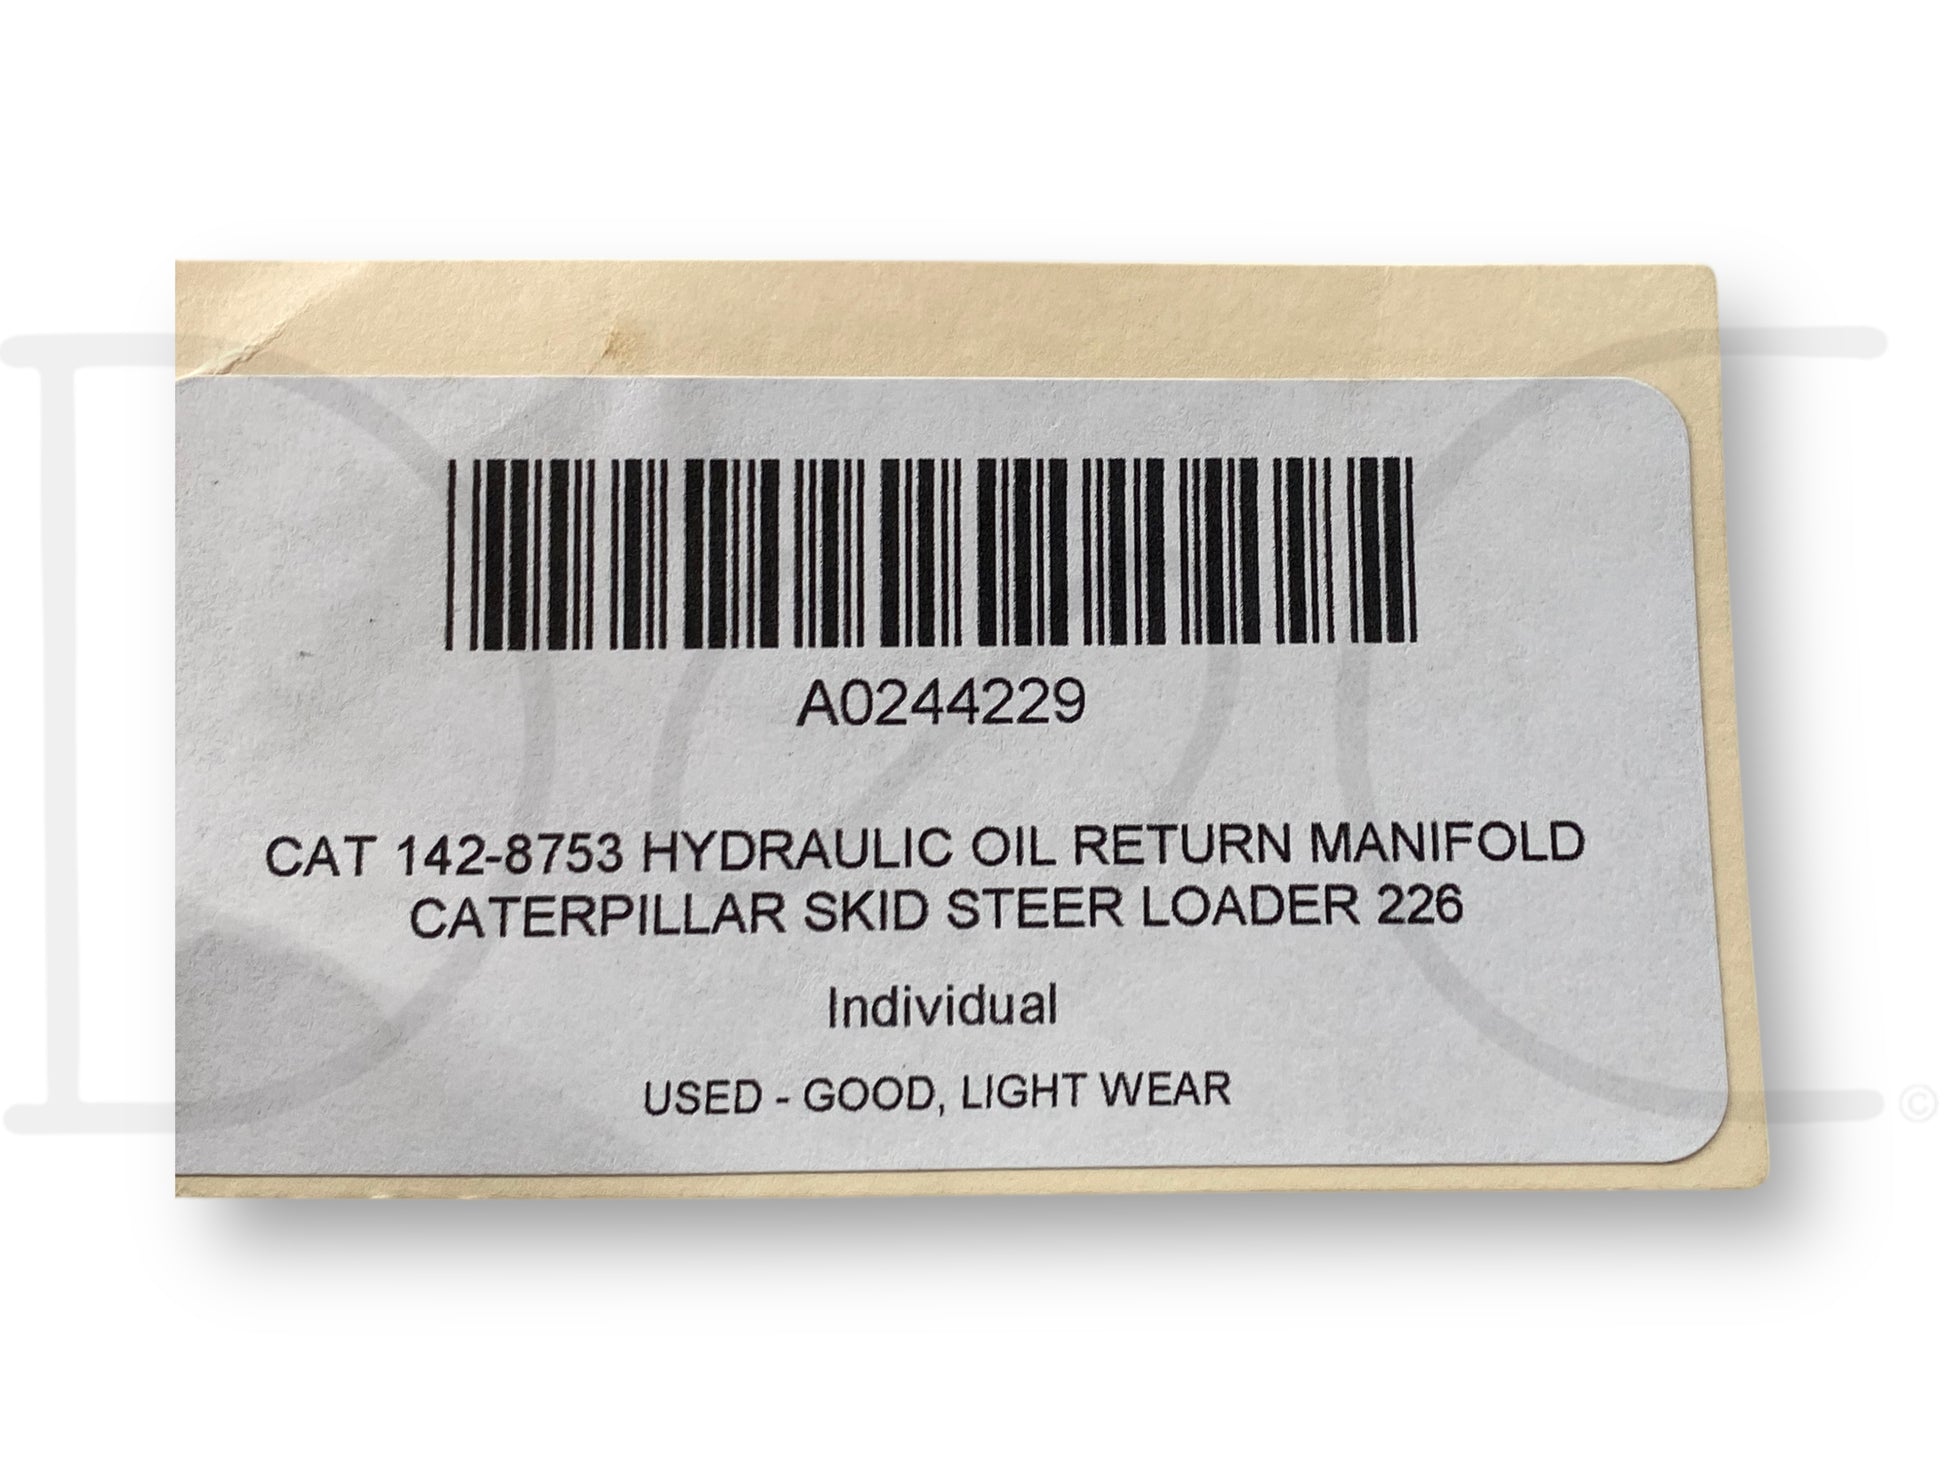 A0244229
CAT 142-8753 HYDRAULIC OIL RETURN MANIFOLD
CATERPILLAR SKID STEER LOADER 226
Individual
USED - GOOD, LIGHT WEAR
©